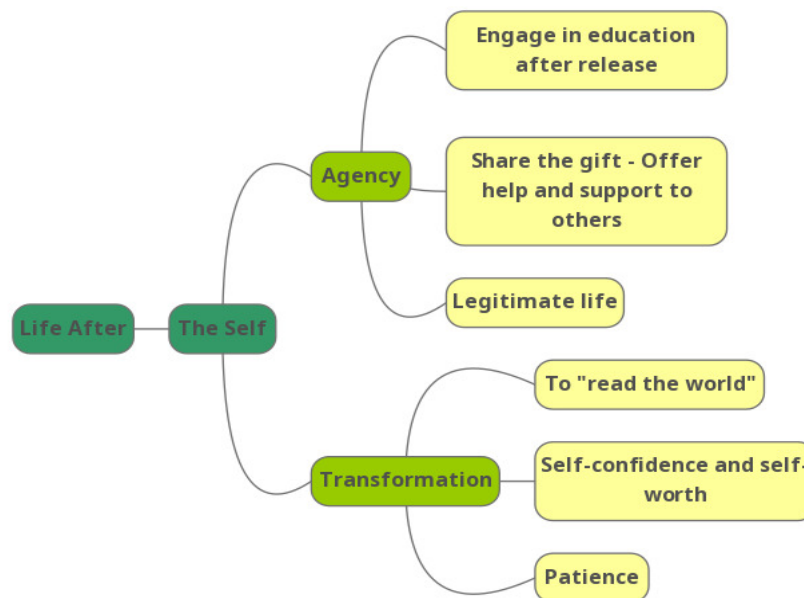 Engage in education
after release
Share the gift - Offer
help and support to
others
Agency
Legitimate life
Life After
The Self
To "read the world"
Self-confidence and self-
worth
Transformation
Patience